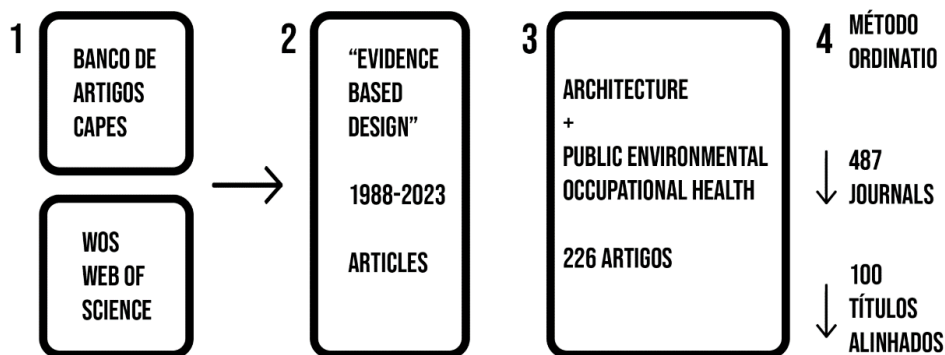 1
BANCO DE
ARTIGOS
CAPES
WOS
WEB OF
SCIENCE
2
“EVIDENCE
BASED
DESIGN”
1988-2023
ARTICLES
3
ARCHITECTURE
+
PUBLIC ENVIRONMENTAL
OCCUPATIONAL HEALTH
226 ARTIGOS
4
MÉTODO
ORDINATIO
487
JOURNALS
100
TÍTULOS
ALINHADOS